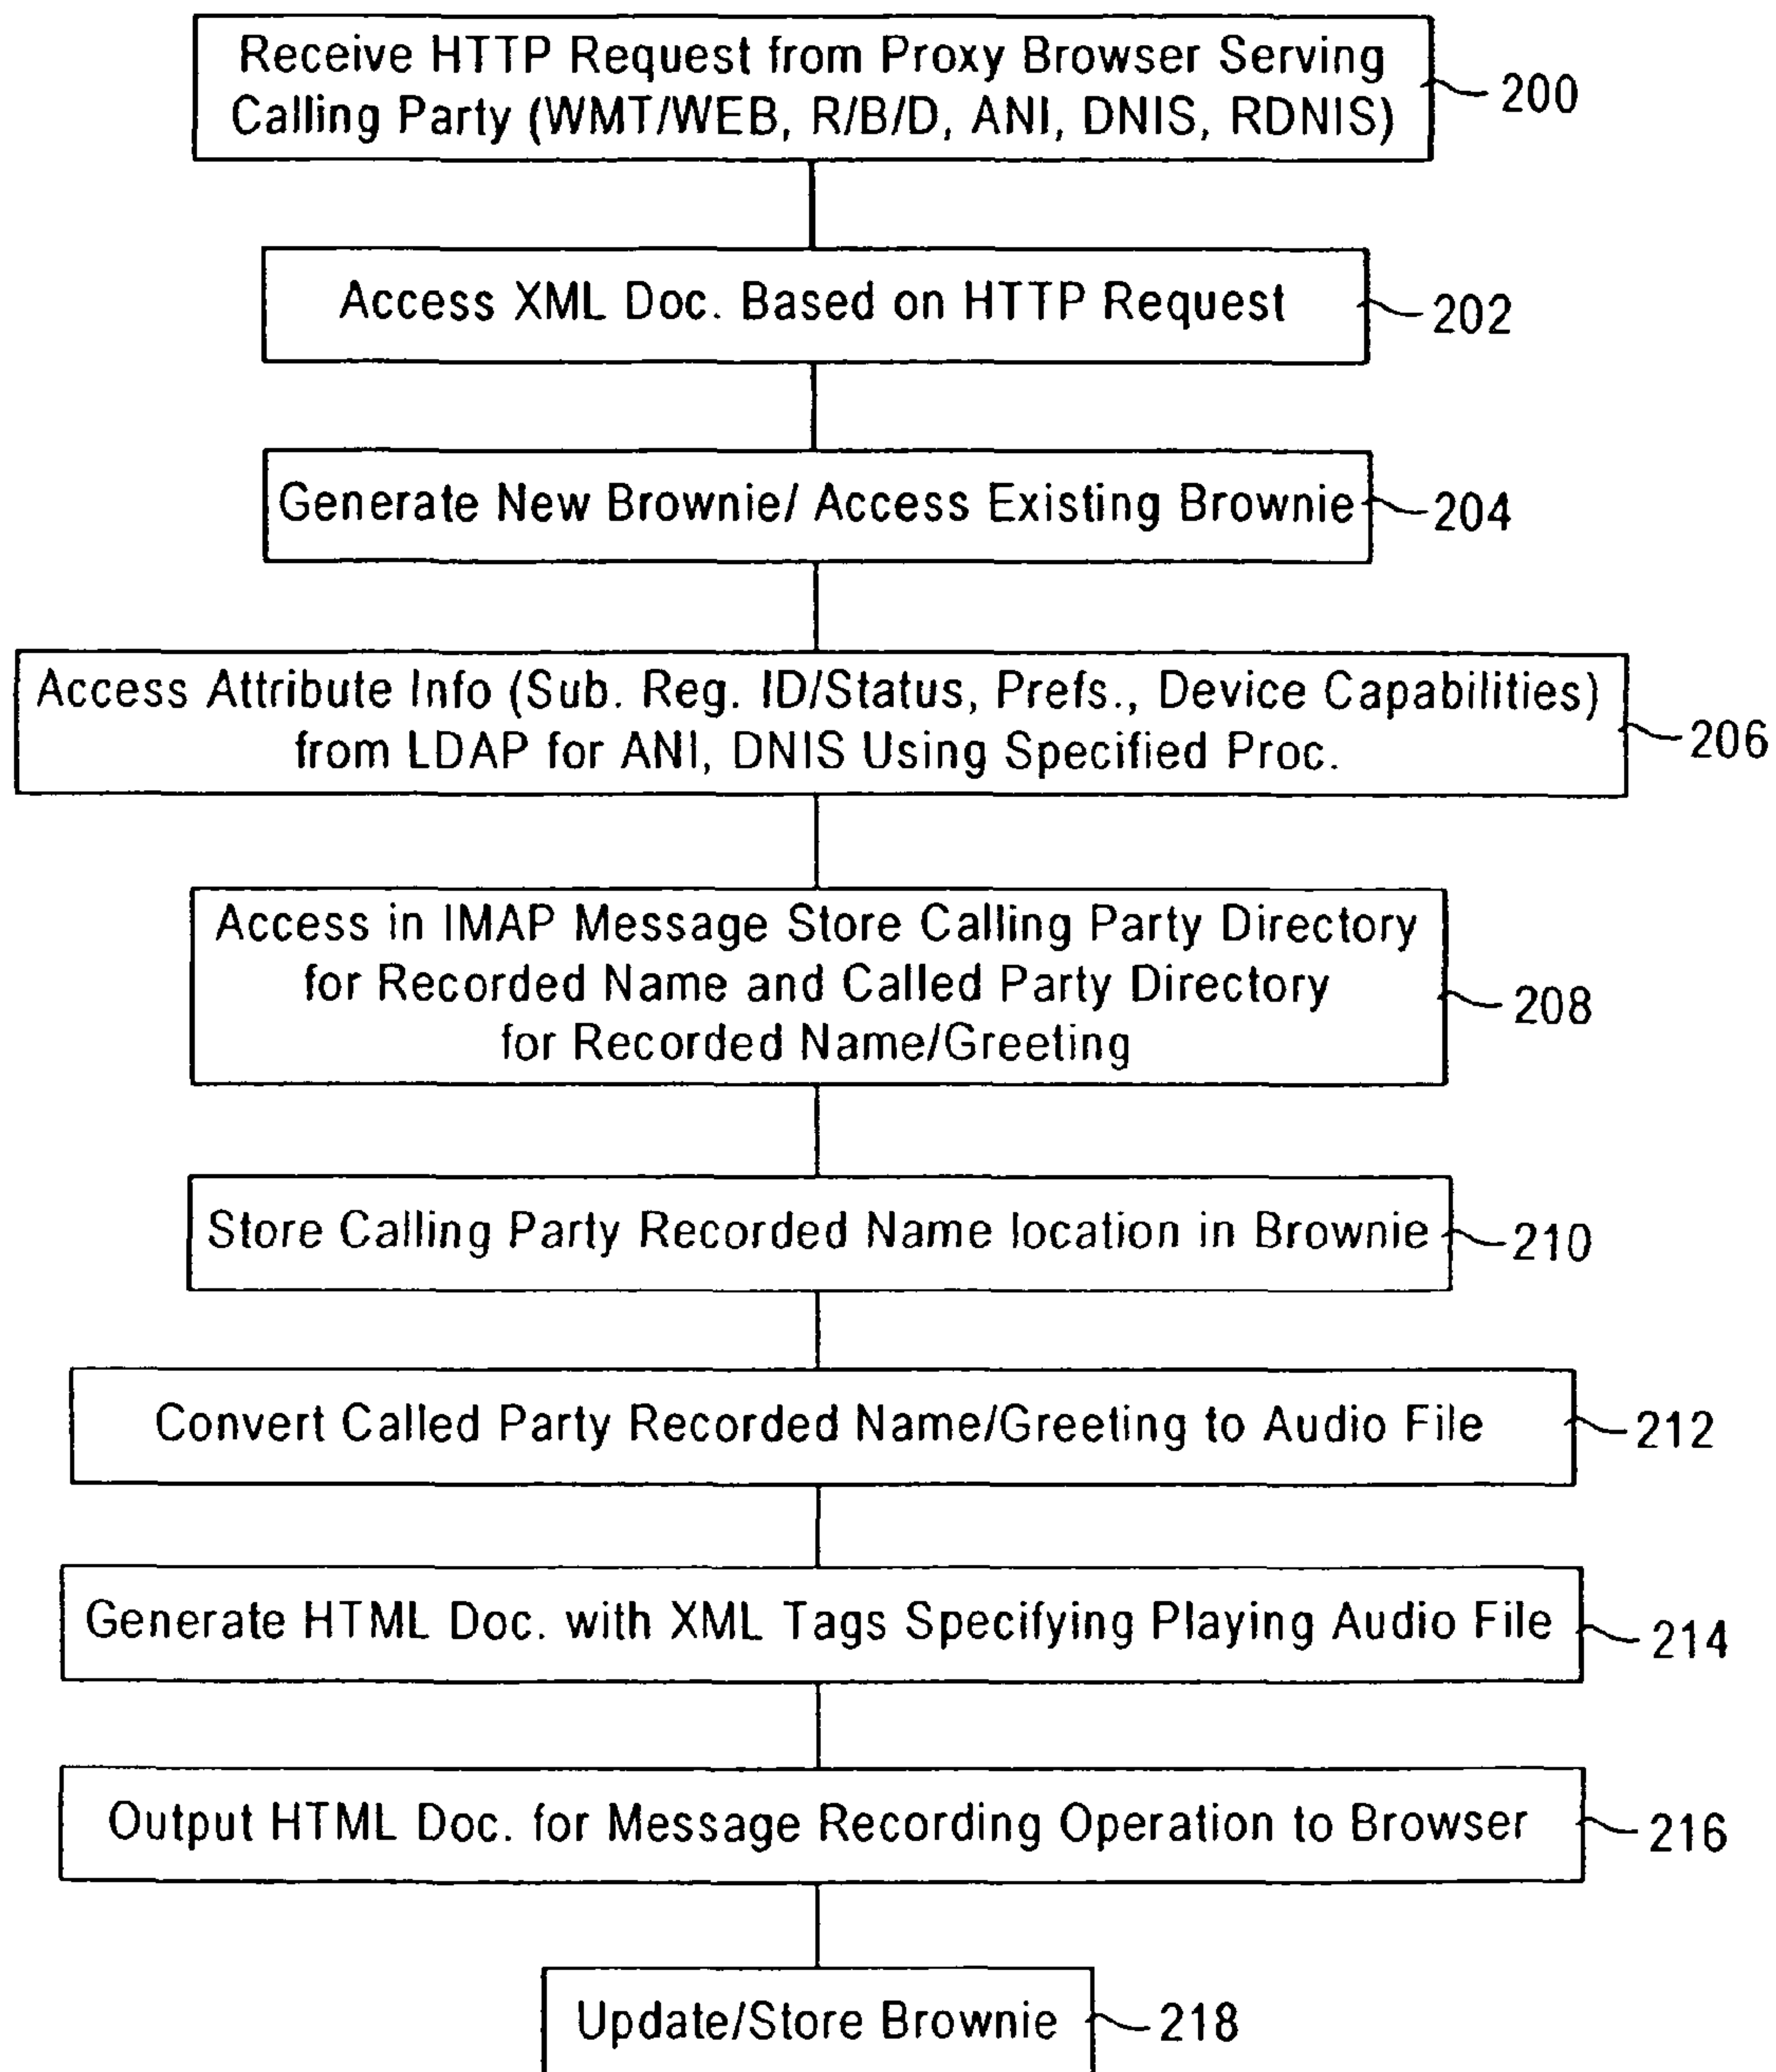 Receive HTTP Request from Proxy Browser Serving
Calling Party (WMT/WEB, R/B/D, ANI, DNIS, RDNIS)
200
Access XML Doc. Based on HTTP Request
202
Generate New Brownie/ Access Existing Brownie
204
Access Attribute Info (Sub. Reg. ID/Status, Prefs., Device Capabilities)
from LDAP for ANI, DNIS Using Specified Proc.
206
Access in IMAP Message Store Calling Party Directory
for Recorded Name and Called Party Directory
for Recorded Name/Greeting
208
Store Calling Party Recorded Name location in Brownie
210
Convert Called Party Recorded Name/Greeting to Audio File
212
Generate HTML Doc. with XML Tags Specifying Playing Audio File
214
Output HTML Doc. for Message Recording Operation to Browser
216
Update/Store Brownie
218